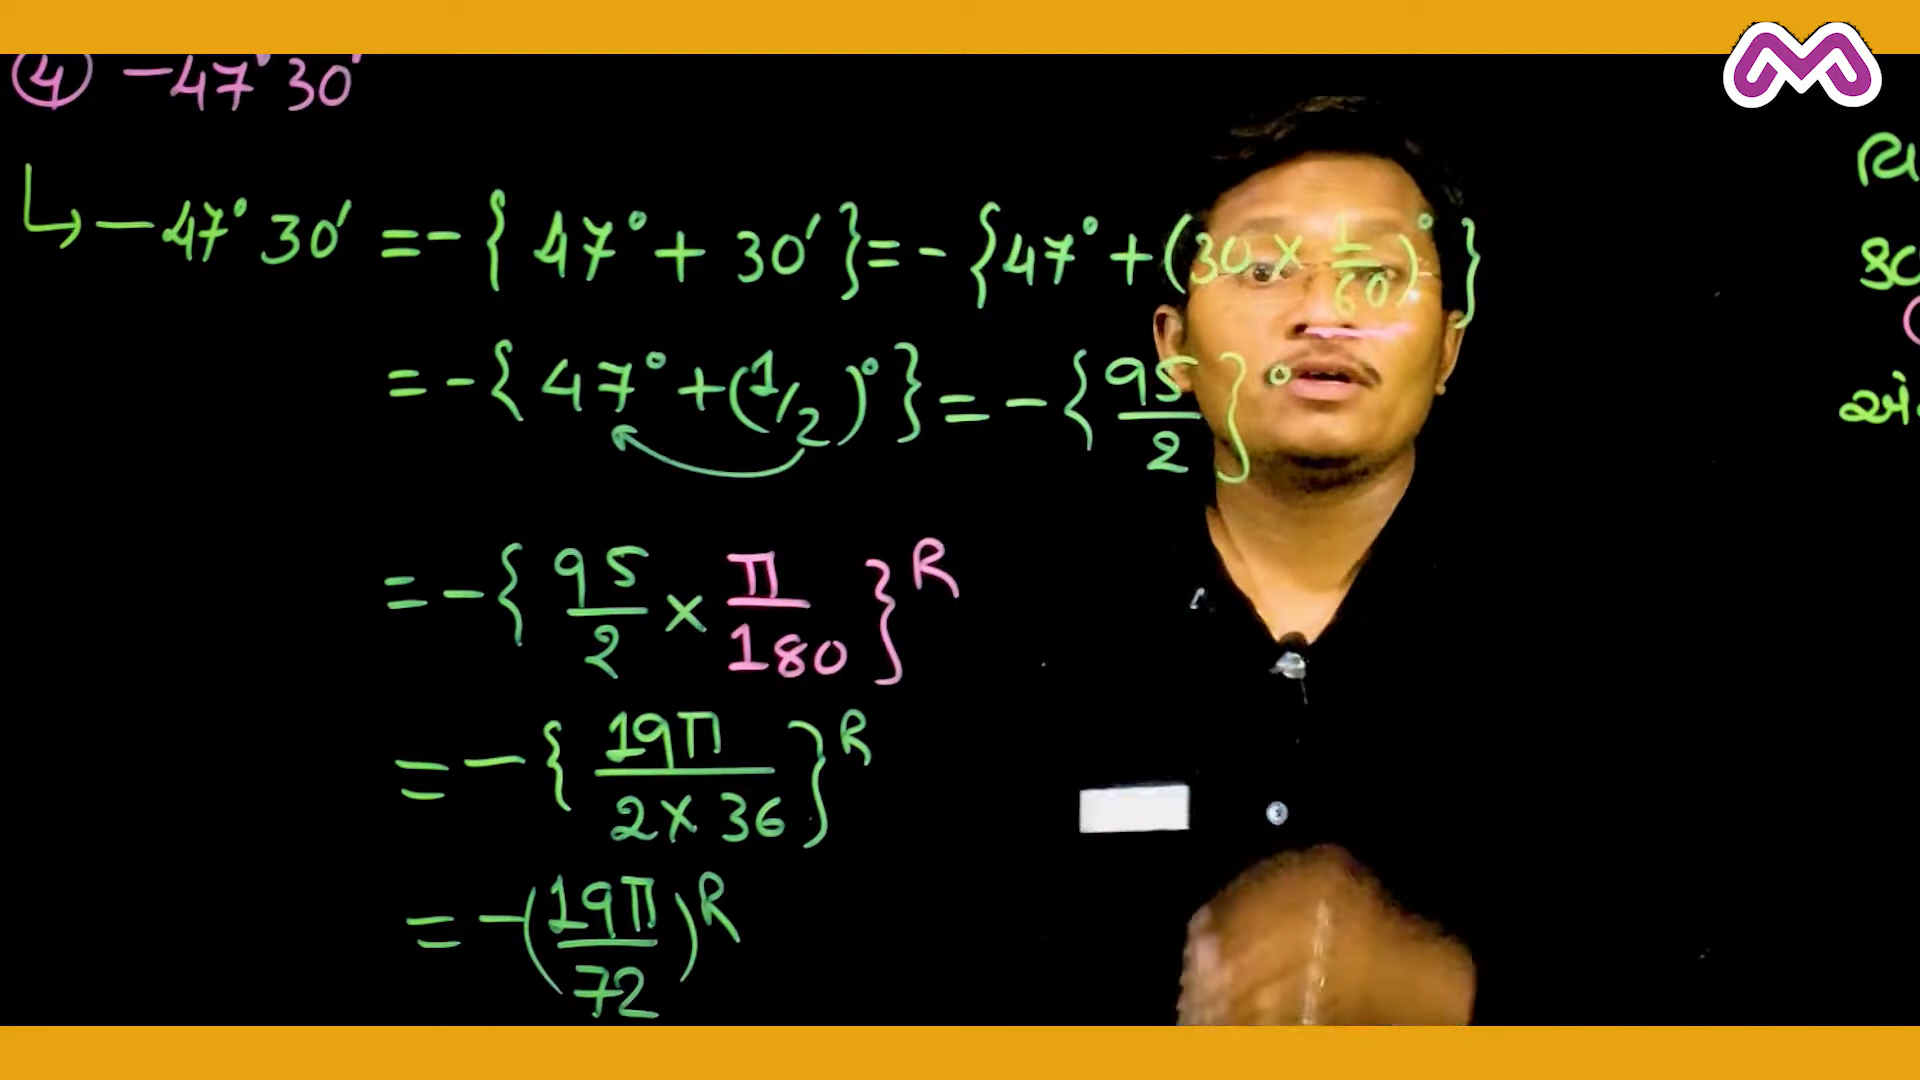 ④ -47° 30'
↳ -47° 30' = -{ 47° + 30' } = -{47° + (30 × 1/60)° }
= -{ 47° + (1/2)° } = -{ 95/2 }°
= -{ 95/2 × π/180 }ᴿ
= -{ 19π/2×36 }ᴿ
= -(19π/72)ᴿ